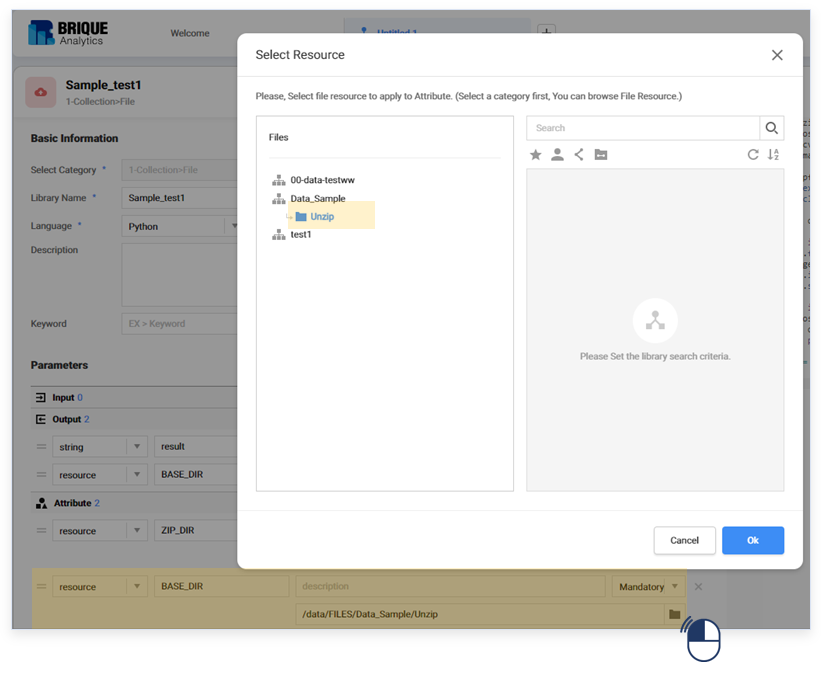 BRIQUE
Analytics
Welcome
Untitled 1
Sample_test1
1-Collection>File
Basic Information
Select Category *
1-Collection>File
Library Name *
Sample_test1
Language *
Python
Description
Keyword
EX > Keyword
Parameters
Input 0
Output 2
string
result
resource
BASE_DIR
Attribute 2
resource
ZIP_DIR
resource
BASE_DIR
description
Mandatory
/data/FILES/Data_Sample/Unzip
Select Resource
Please, Select file resource to apply to Attribute. (Select a category first, You can browse File Resource.)
Files
00-data-testww
Data_Sample
Unzip
test1
Search
Please Set the library search criteria.
Cancel
Ok